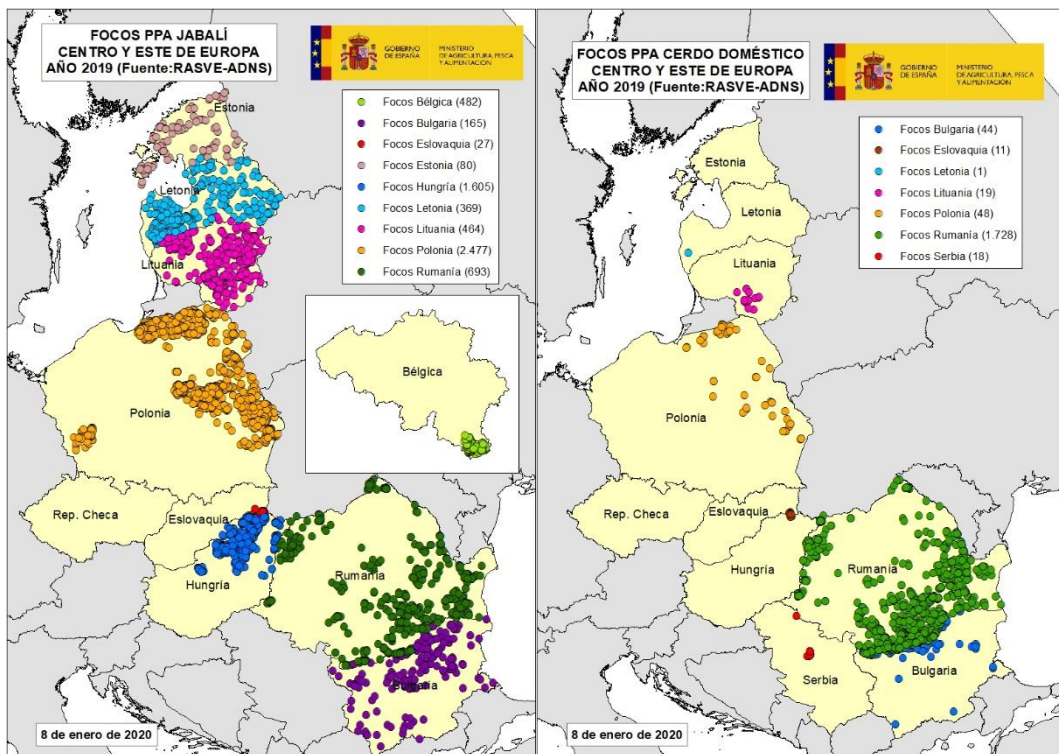 FOCOS PPA JABALÍ
CENTRO Y ESTE DE EUROPA
AÑO 2019 (Fuente:RASVE-ADNS)
GOBIERNO
DE ESPAÑA
MINISTERIO
DE AGRICULTURA, PESCA
Y ALIMENTACIÓN
Focos Bélgica (482)
Focos Bulgaria (165)
Focos Eslovaquia (27)
Focos Estonia (80)
Focos Hungría (1.605)
Focos Letonia (369)
Focos Lituania (464)
Focos Polonia (2.477)
Focos Rumanía (693)
Estonia
Letonia
Lituania
Bélgica
Polonia
Rep. Checa
Eslovaquia
Hungría
Rumanía
Bulgaria
8 de enero de 2020
FOCOS PPA CERDO DOMÉSTICO
CENTRO Y ESTE DE EUROPA
AÑO 2019 (Fuente:RASVE-ADNS)
GOBIERNO
DE ESPAÑA
MINISTERIO
DE AGRICULTURA, PESCA
Y ALIMENTACIÓN
Focos Bulgaria (44)
Focos Eslovaquia (11)
Focos Letonia (1)
Focos Lituania (19)
Focos Polonia (48)
Focos Rumanía (1.728)
Focos Serbia (18)
Estonia
Letonia
Lituania
Polonia
Rep. Checa
Eslovaquia
Hungría
Rumanía
Serbia
Bulgaria
8 de enero de 2020